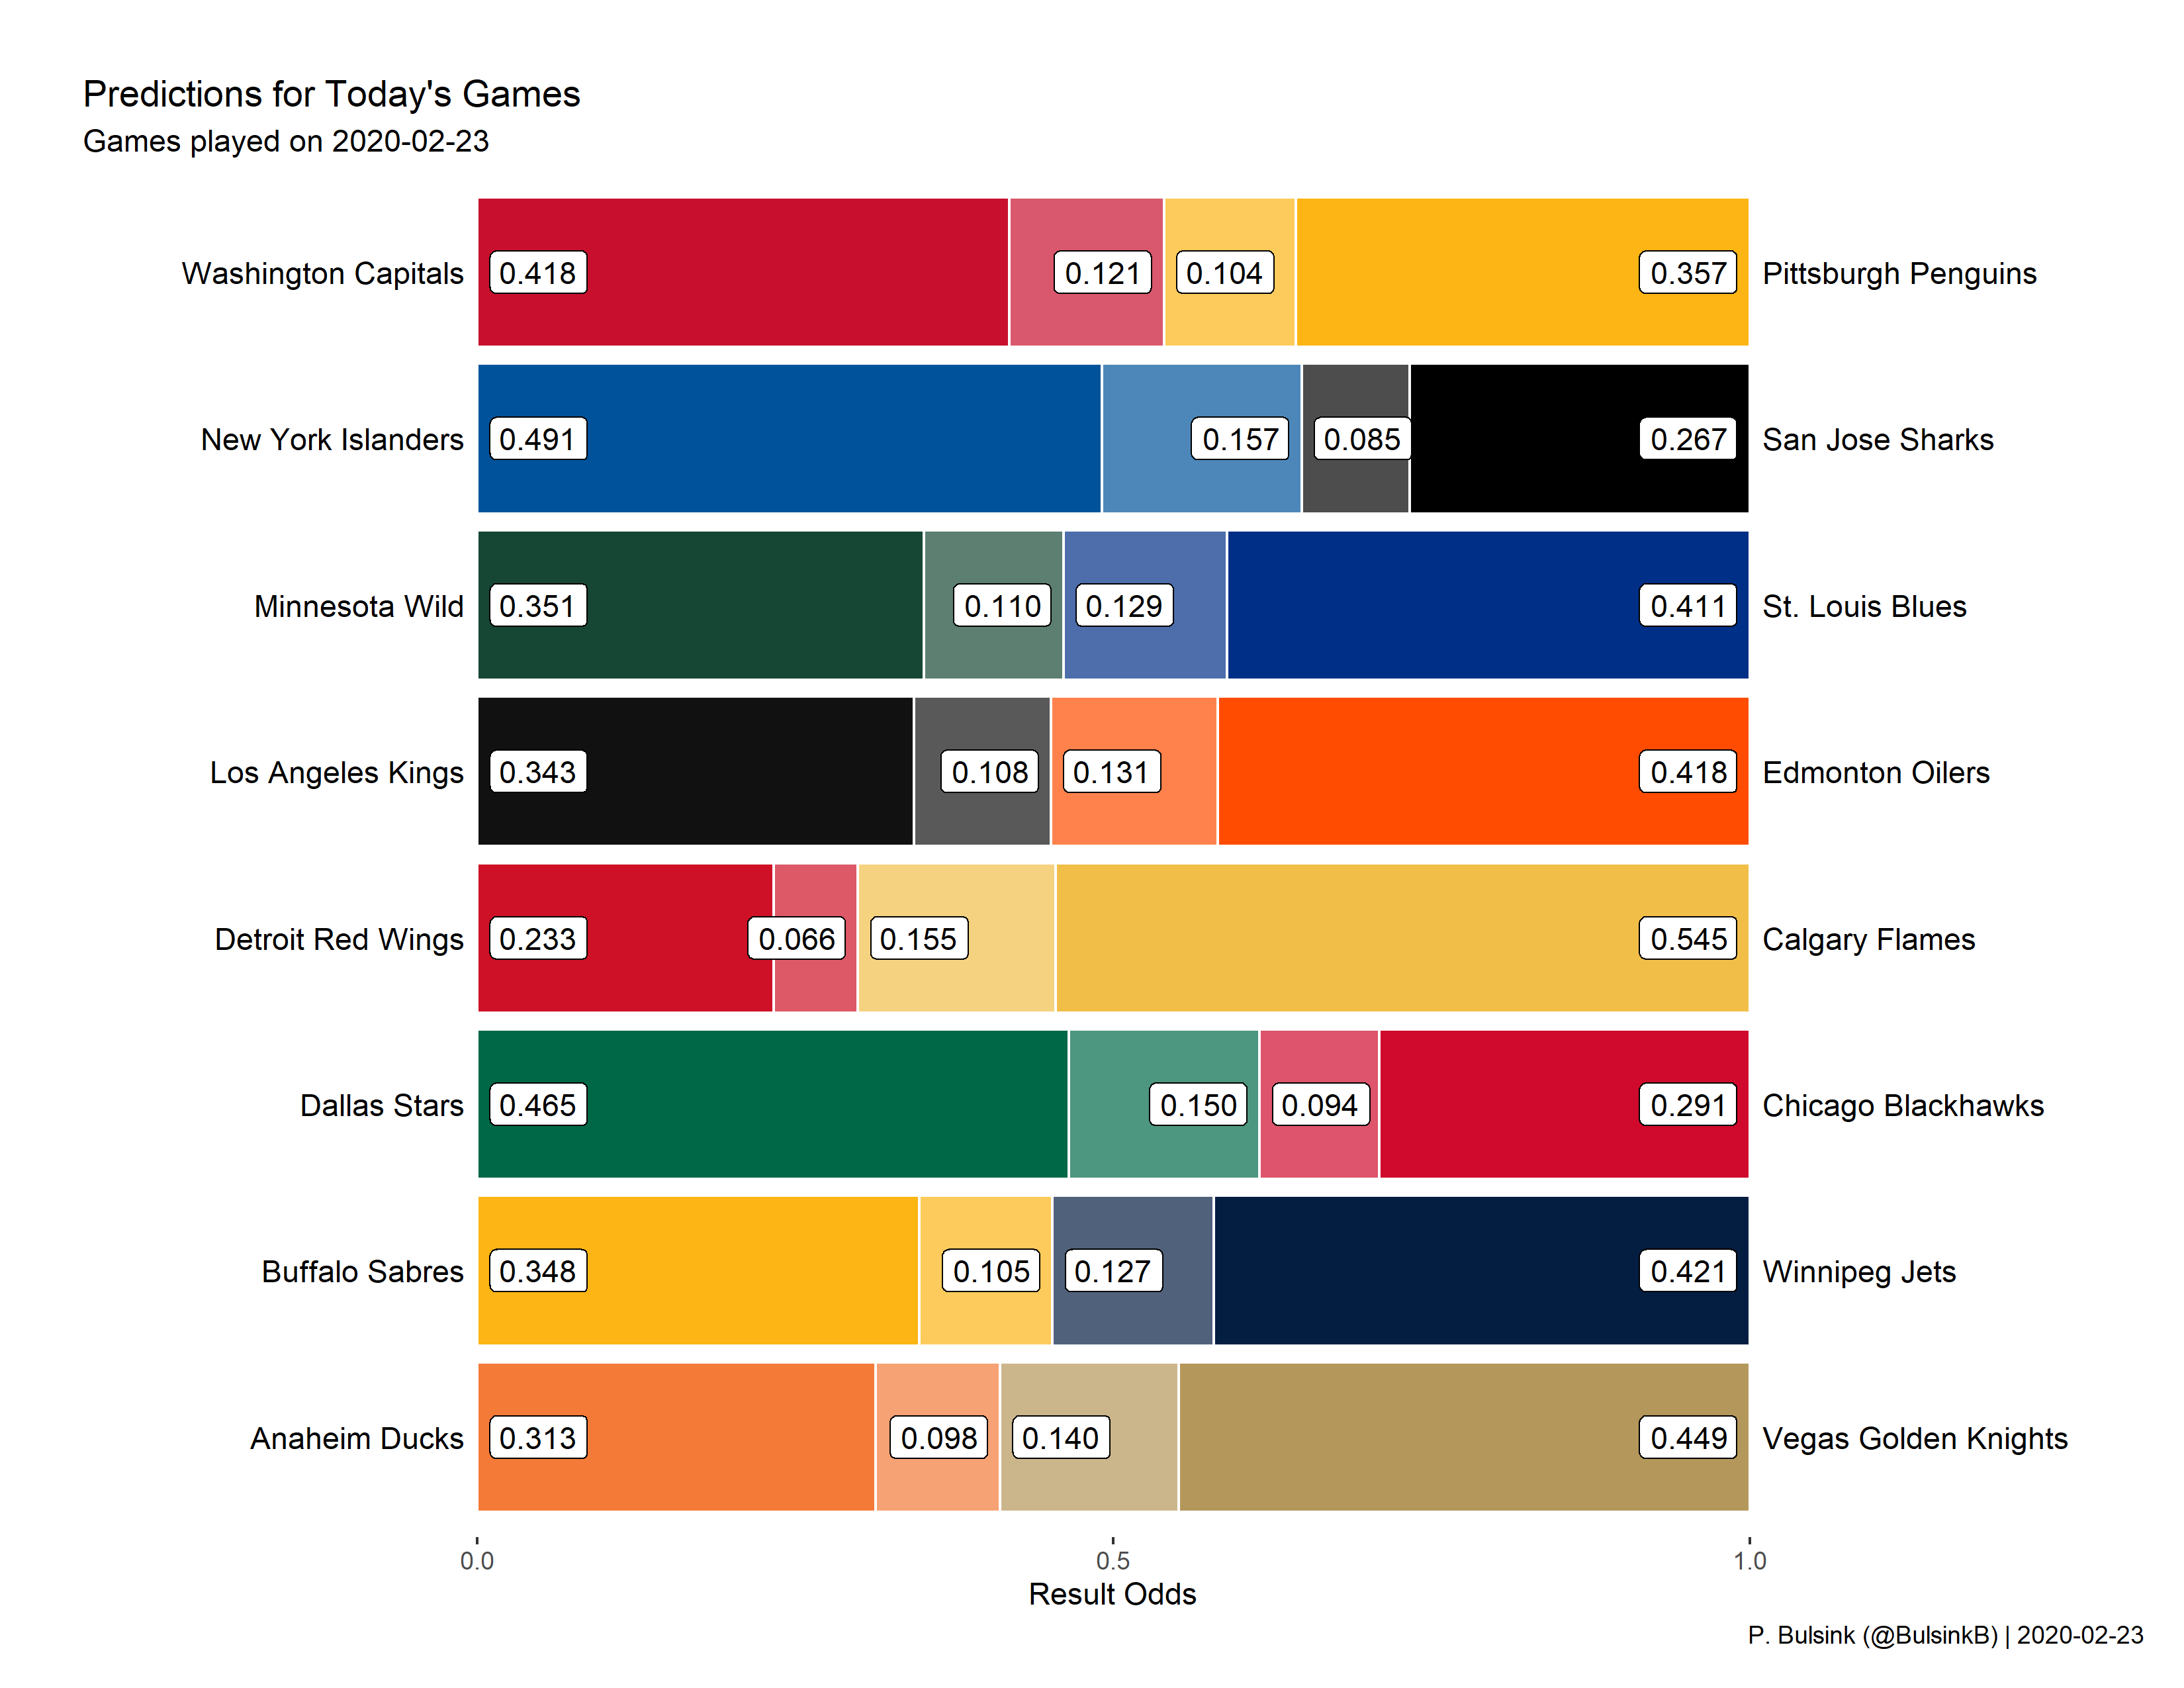 Predictions for Today's Games
Games played on 2020-02-23
Washington Capitals 0.418 0.121 0.104 0.357 Pittsburgh Penguins
New York Islanders 0.491 0.157 0.085 0.267 San Jose Sharks
Minnesota Wild 0.351 0.110 0.129 0.411 St. Louis Blues
Los Angeles Kings 0.343 0.108 0.131 0.418 Edmonton Oilers
Detroit Red Wings 0.233 0.066 0.155 0.545 Calgary Flames
Dallas Stars 0.465 0.150 0.094 0.291 Chicago Blackhawks
Buffalo Sabres 0.348 0.105 0.127 0.421 Winnipeg Jets
Anaheim Ducks 0.313 0.098 0.140 0.449 Vegas Golden Knights
0.0 0.5 1.0
Result Odds
P. Bulsink (@BulsinkB) | 2020-02-23